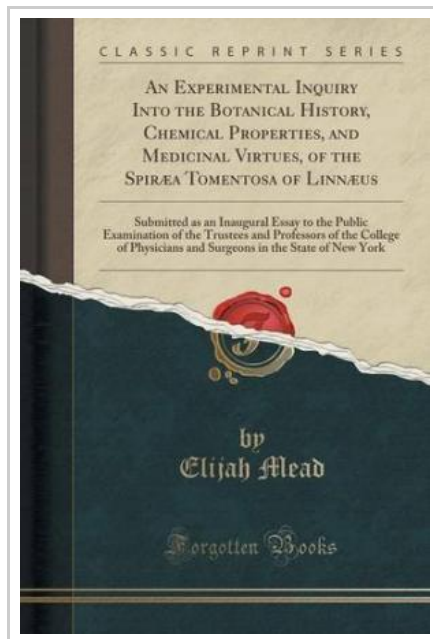 CLASSIC REPRINT SERIES
An Experimental Inquiry
Into the Botanical History,
Chemical Properties, and
Medicinal Virtues, of the
Spiræa Tomentosa of Linnæus
Submitted as an Inaugural Essay to the Public
Examination of the Trustees and Professors of the College
of Physicians and Surgeons in the State of New York
by
Elijah Mead
Forgotten Books